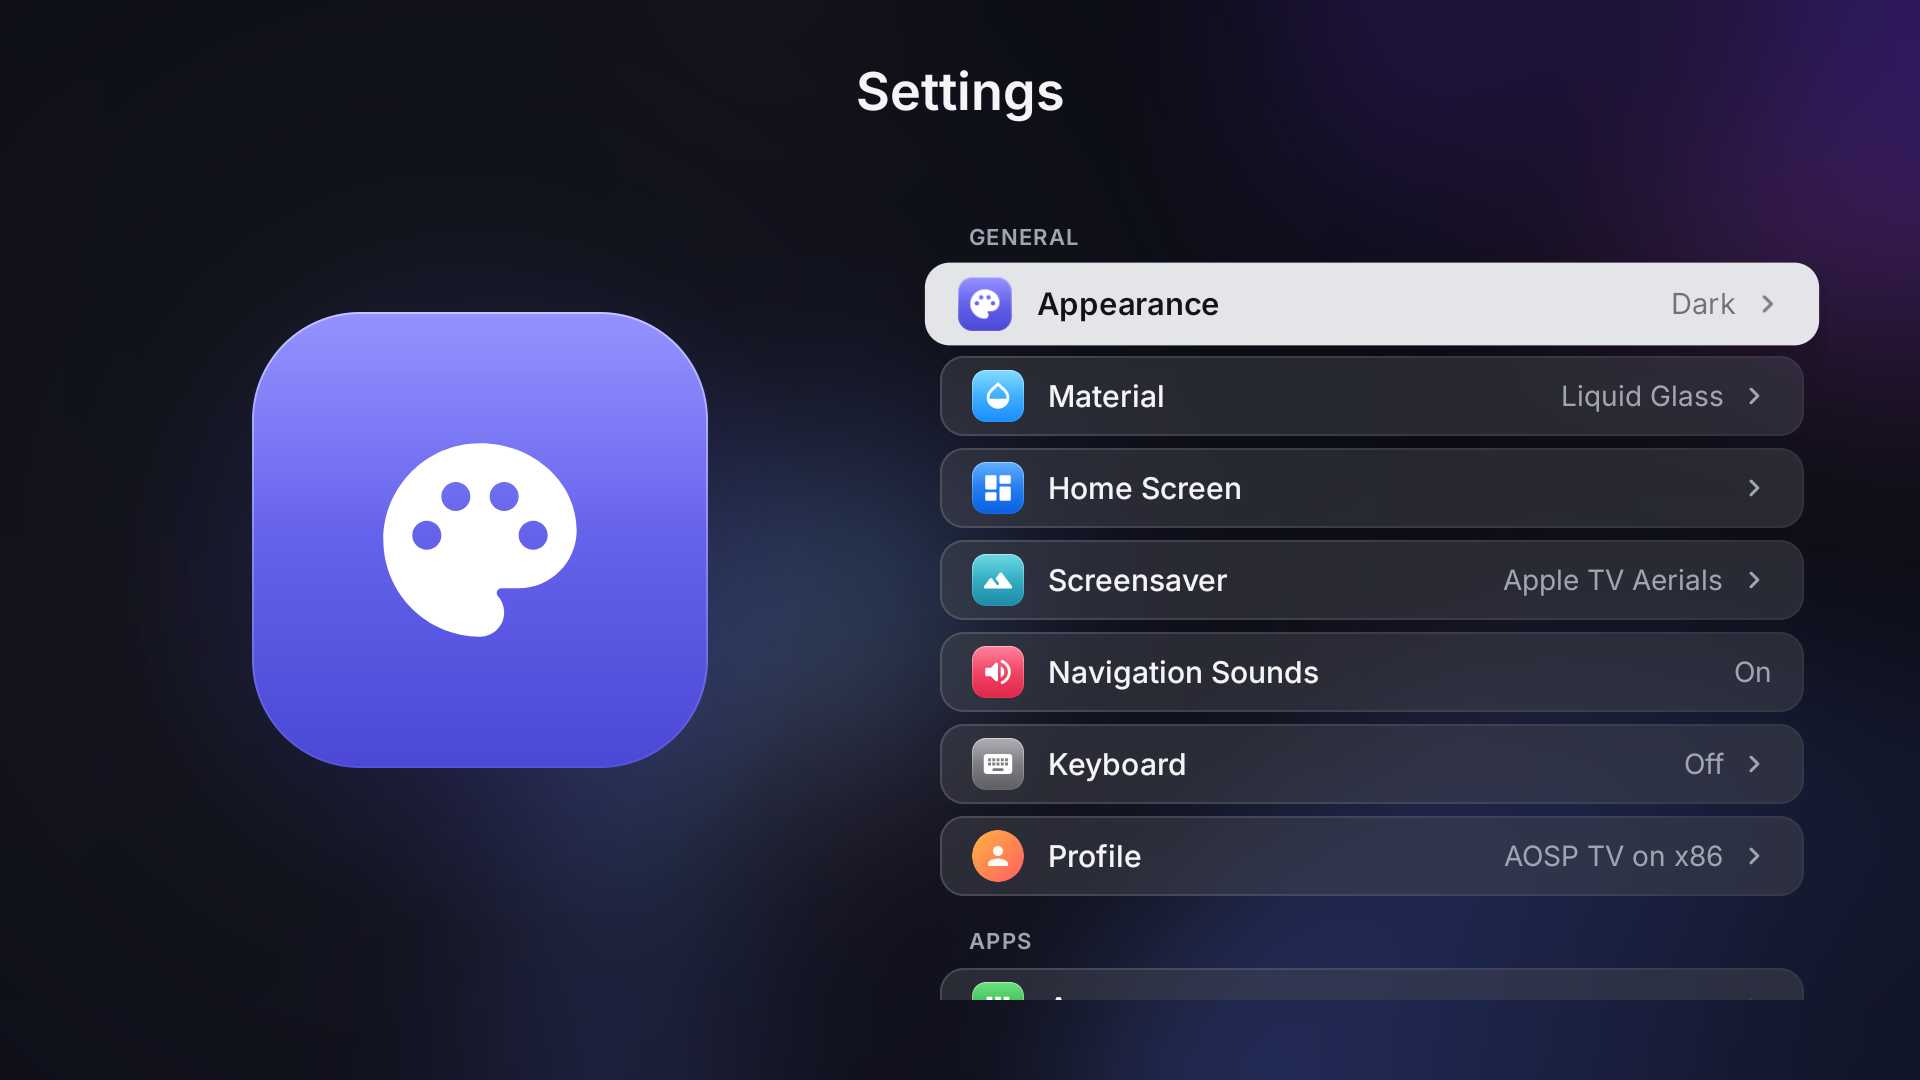 Settings
GENERAL
Appearance Dark
Material Liquid Glass
Home Screen
Screensaver Apple TV Aerials
Navigation Sounds On
Keyboard Off
Profile AOSP TV on x86
APPS